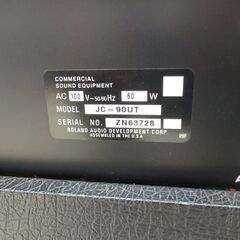 COMMERCIAL
SOUND EQUIPMENT
AC 100 V~50/60Hz 60 W
MODEL JC-90UT
SERIAL NO. ZN63728
ROLAND AUDIO DEVELOPMENT CORP.
ASSEMBLED IN THE U.S.A